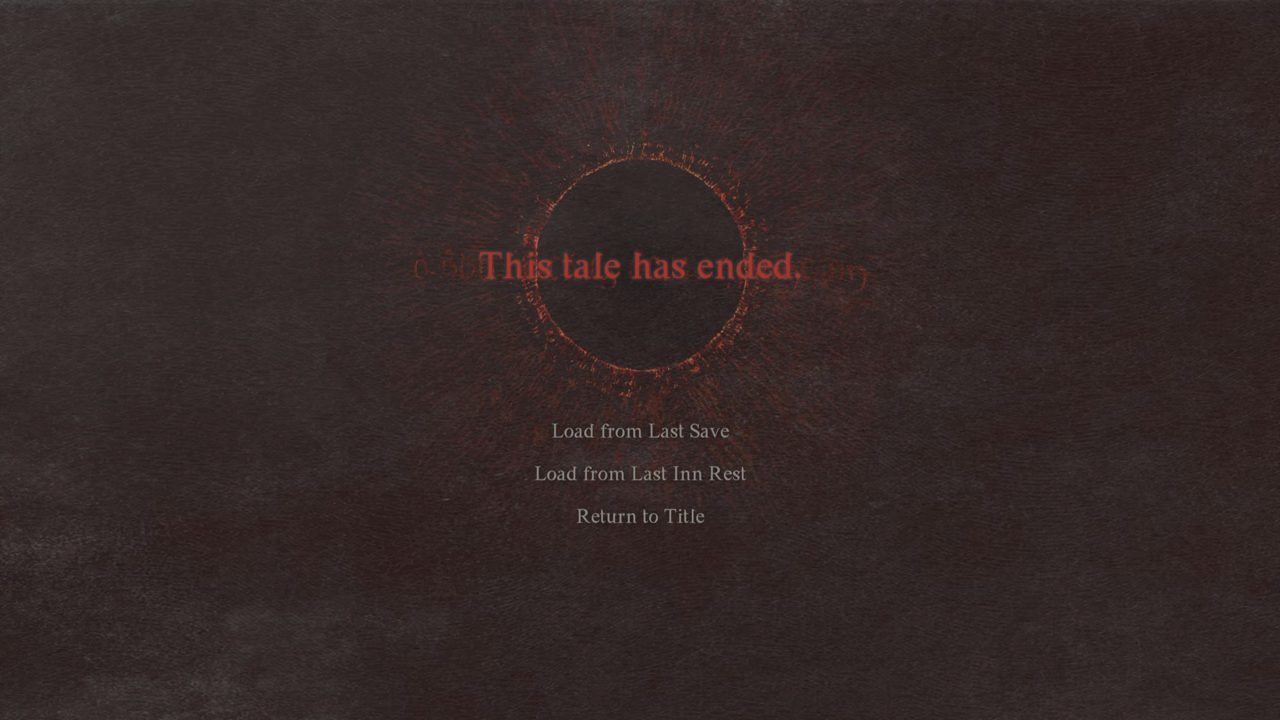 This tale has ended.
Load from Last Save
Load from Last Inn Rest
Return to Title